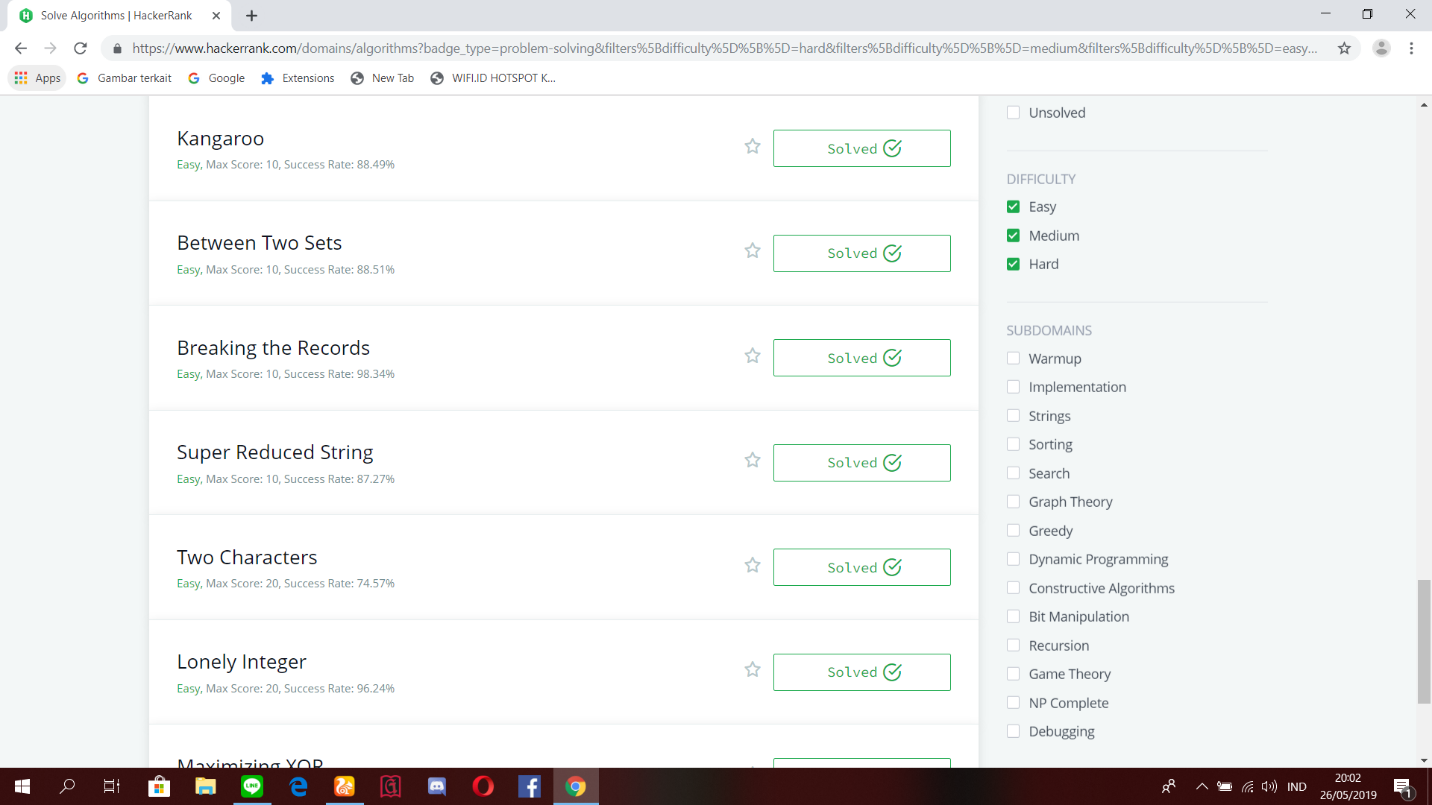 Solve Algorithms | HackerRank
https://www.hackerrank.com/domains/algorithms?badge_type=problem-solving&filters%5Bdifficulty%5D%5B%5D=hard&filters%5Bdifficulty%5D%5B%5D=medium&filters%5Bdifficulty%5D%5B%5D=easy...
Apps Gambar terkait Google Extensions New Tab WIFI.ID HOTSPOT K...
Kangaroo
Easy, Max Score: 10, Success Rate: 88.49%
Solved
Between Two Sets
Easy, Max Score: 10, Success Rate: 88.51%
Solved
Breaking the Records
Easy, Max Score: 10, Success Rate: 98.34%
Solved
Super Reduced String
Easy, Max Score: 10, Success Rate: 87.27%
Solved
Two Characters
Easy, Max Score: 20, Success Rate: 74.57%
Solved
Lonely Integer
Easy, Max Score: 20, Success Rate: 96.24%
Solved
Maximizing XOR
Unsolved
DIFFICULTY
Easy
Medium
Hard
SUBDOMAINS
Warmup
Implementation
Strings
Sorting
Search
Graph Theory
Greedy
Dynamic Programming
Constructive Algorithms
Bit Manipulation
Recursion
Game Theory
NP Complete
Debugging
LINE
IND
20:02
26/05/2019
1